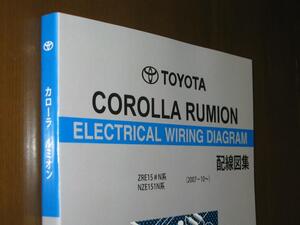 TOYOTA
COROLLA RUMION
ELECTRICAL WIRING DIAGRAM
配線図集
ZRE15#N系
NZE151N系
(2007-10~)
カローラ ルミオン